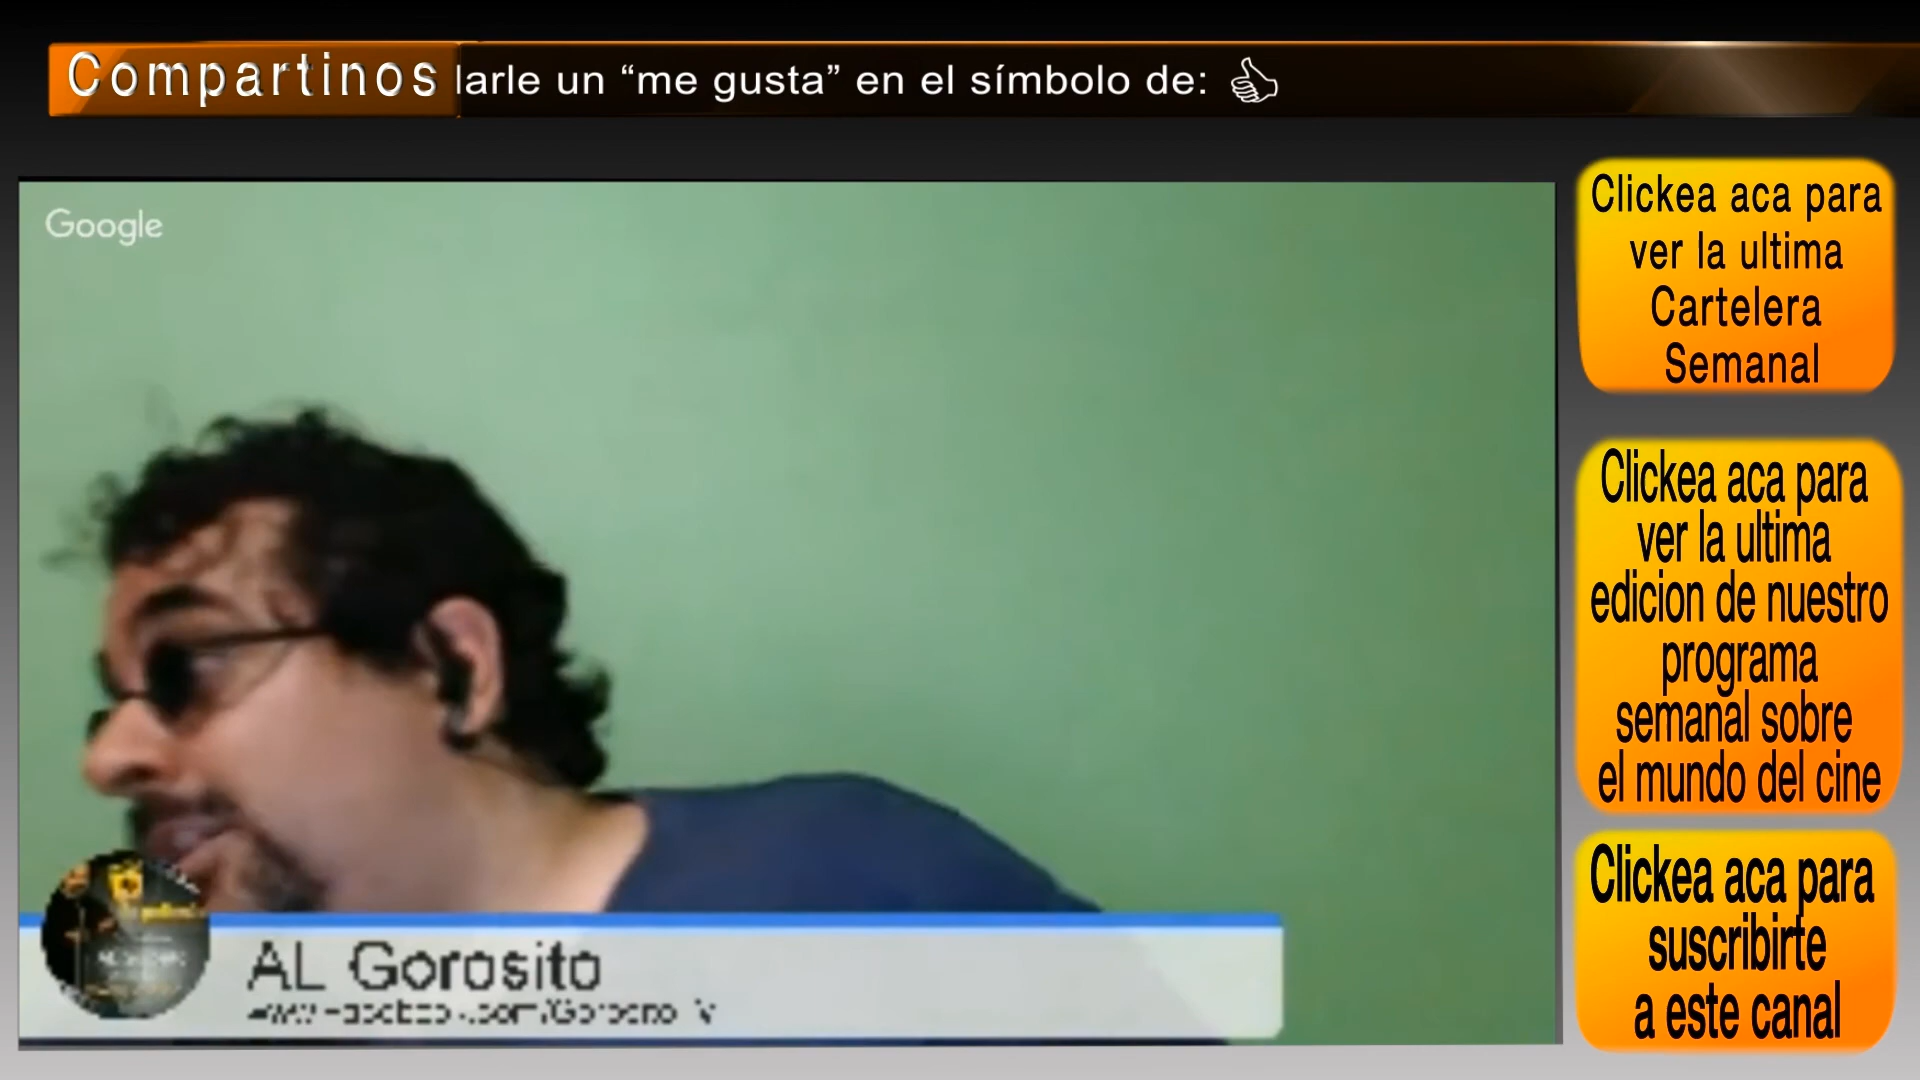 Compartinos larle un “me gusta” en el símbolo de:
Google
Clickea aca para
ver la ultima
Cartelera
Semanal
Clickea aca para
ver la ultima
edicion de nuestro
programa
semanal sobre
el mundo del cine
Clickea aca para
suscribirte
a este canal
AL Gorosito